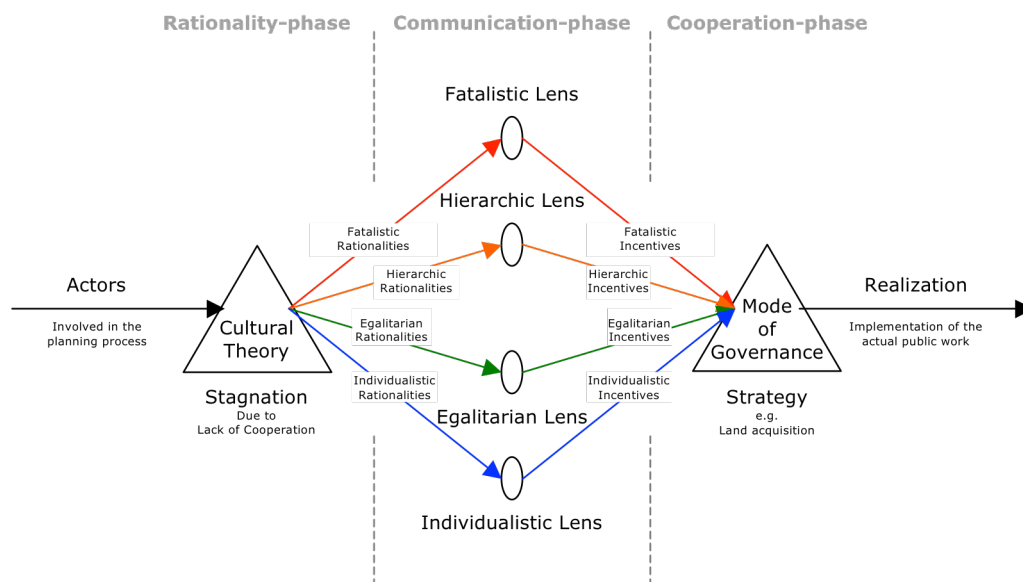 Rationality-phase
Communication-phase
Cooperation-phase
Fatalistic Lens
Hierarchic Lens
Fatalistic
Rationalities
Fatalistic
Incentives
Hierarchic
Rationalities
Hierarchic
Incentives
Actors
Involved in the
planning process
Cultural
Theory
Stagnation
Due to
Lack of Cooperation
Egalitarian
Rationalities
Egalitarian
Incentives
Individualistic
Rationalities
Individualistic
Incentives
Egalitarian Lens
Individualistic Lens
Mode
of
Governance
Strategy
e.g.
Land acquisition
Realization
Implementation of the
actual public work